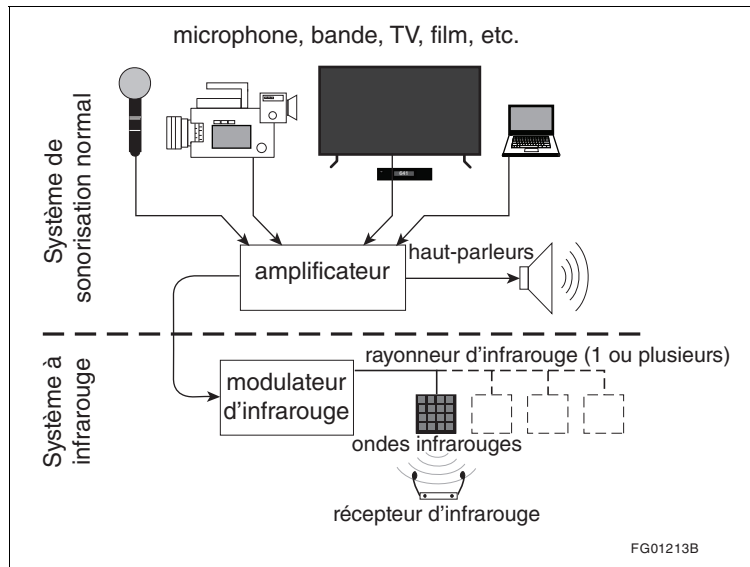 microphone, bande, TV, film, etc.
Système de
sonorisation normal
641
amplificateur
haut-parleurs
Système à
infrarouge
rayonneur d'infrarouge (1 ou plusieurs)
modulateur
d'infrarouge
ondes infrarouges
récepteur d'infrarouge
FG01213B